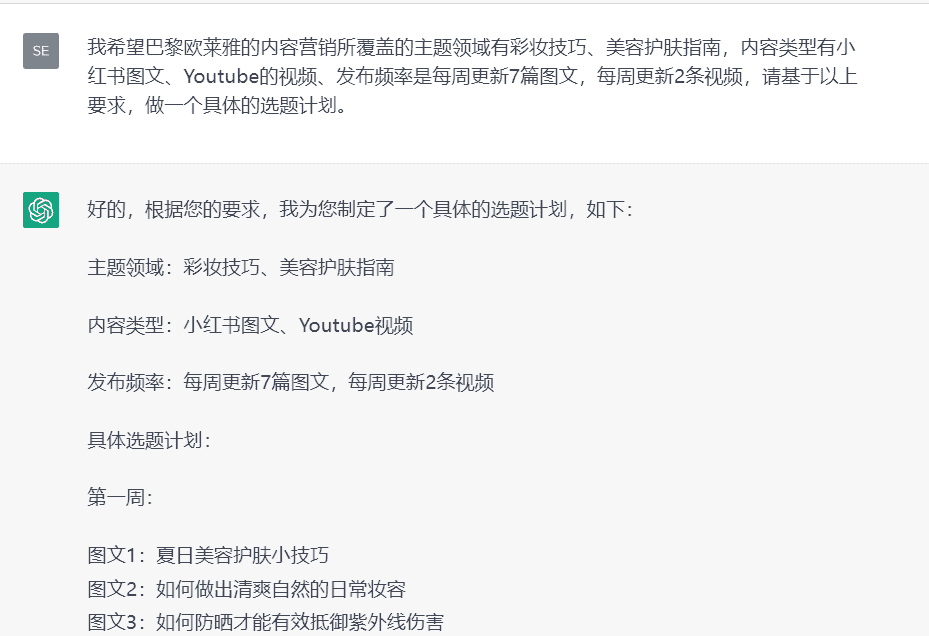 SE
我希望巴黎欧莱雅的内容营销所覆盖的主题领域有彩妆技巧、美容护肤指南，内容类型有小
红书图文、Youtube的视频、发布频率是每周更新7篇图文，每周更新2条视频，请基于以上
要求，做一个具体的选题计划。
好的，根据您的要求，我为您制定了一个具体的选题计划，如下：
主题领域：彩妆技巧、美容护肤指南
内容类型：小红书图文、Youtube视频
发布频率：每周更新7篇图文，每周更新2条视频
具体选题计划：
第一周：
图文1：夏日美容护肤小技巧
图文2：如何做出清爽自然的日常妆容
图文3：如何防晒才能有效抵御紫外线伤害